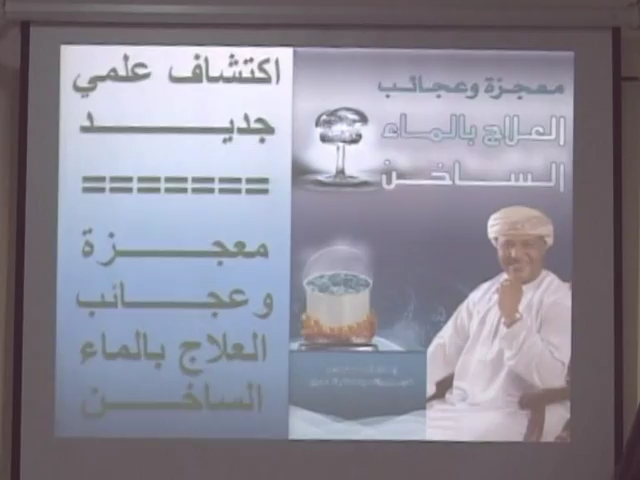 معجزة وعجائب
العلاج بالماء
الساخن
اكتشاف علمي
جديد
=======
معجزة
وعجائب
العلاج بالماء
الساخن